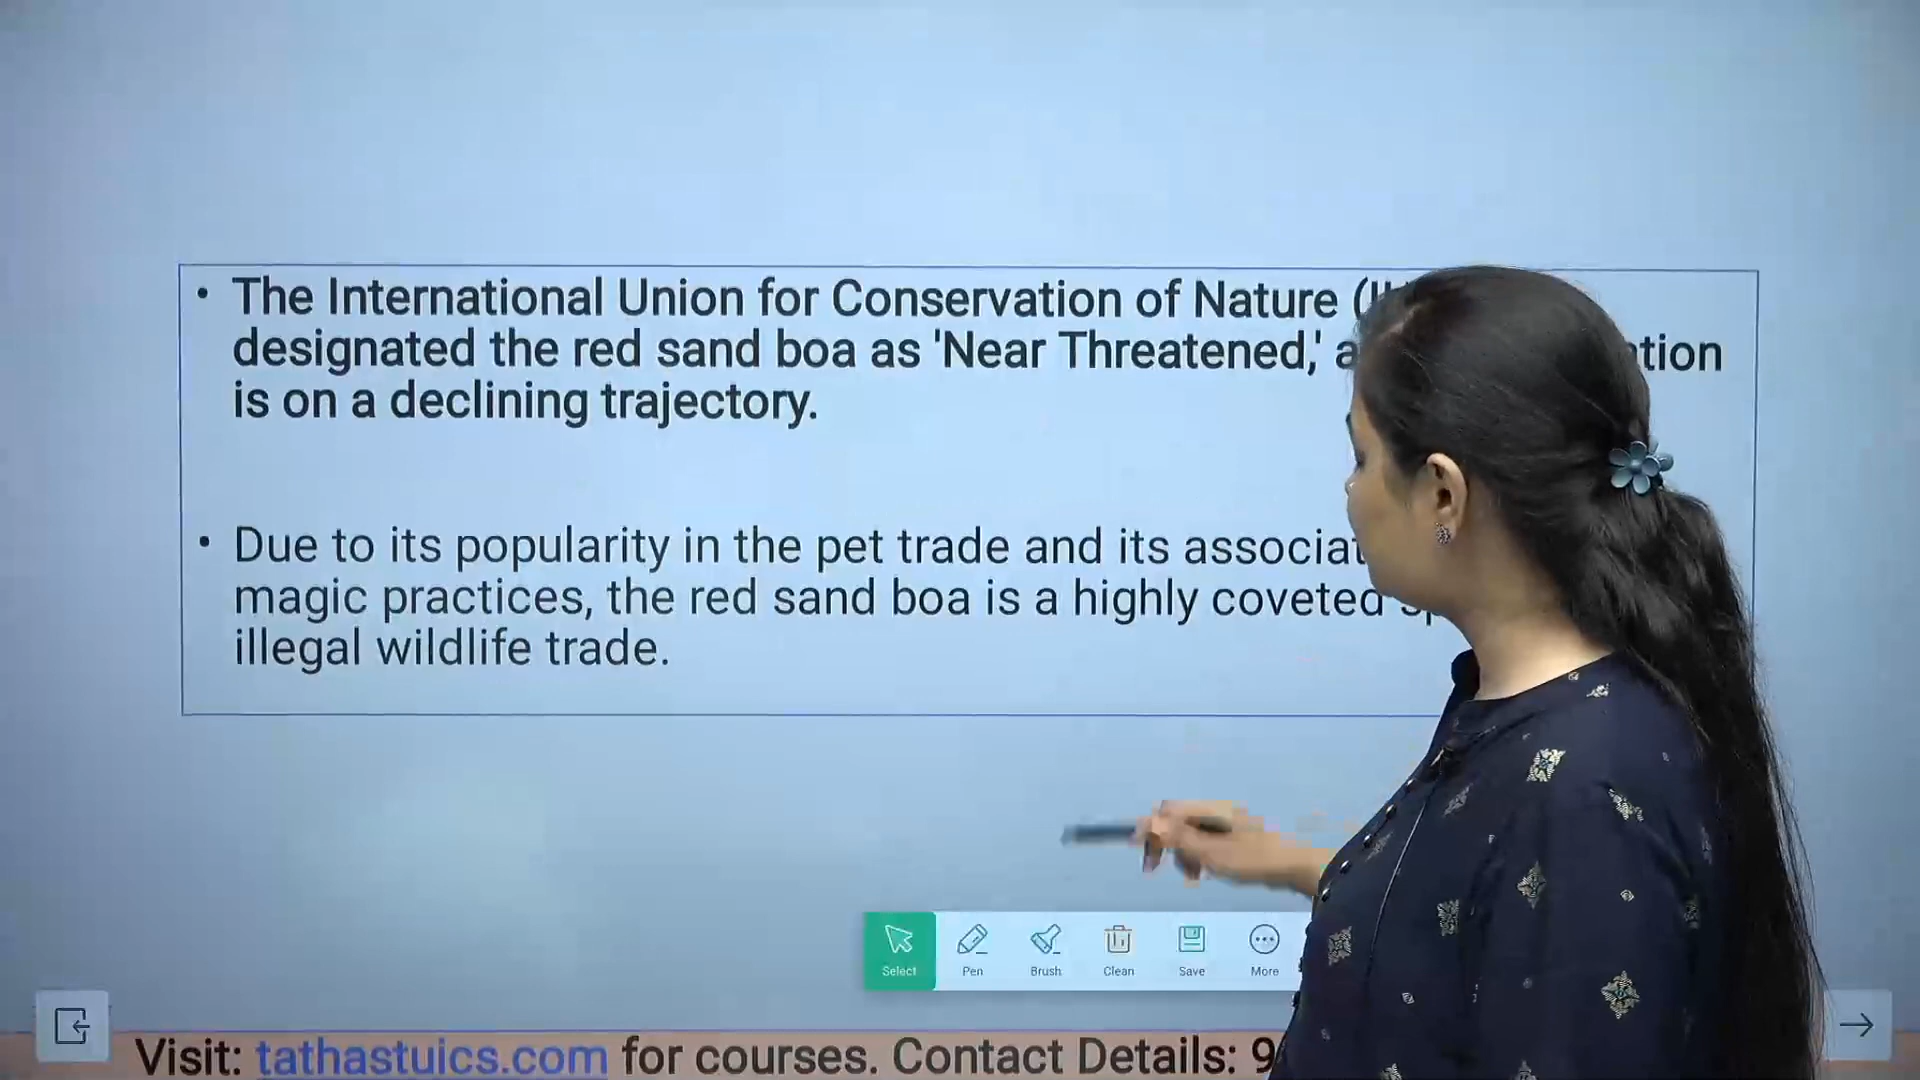 • The International Union for Conservation of Nature
designated the red sand boa as 'Near Threatened,'
is on a declining trajectory.
• Due to its popularity in the pet trade and its
magic practices, the red sand boa is a highly coveted
illegal wildlife trade.
Select Pen Brush Clean Save More
Visit: tathastuics.com for courses. Contact Details: 9